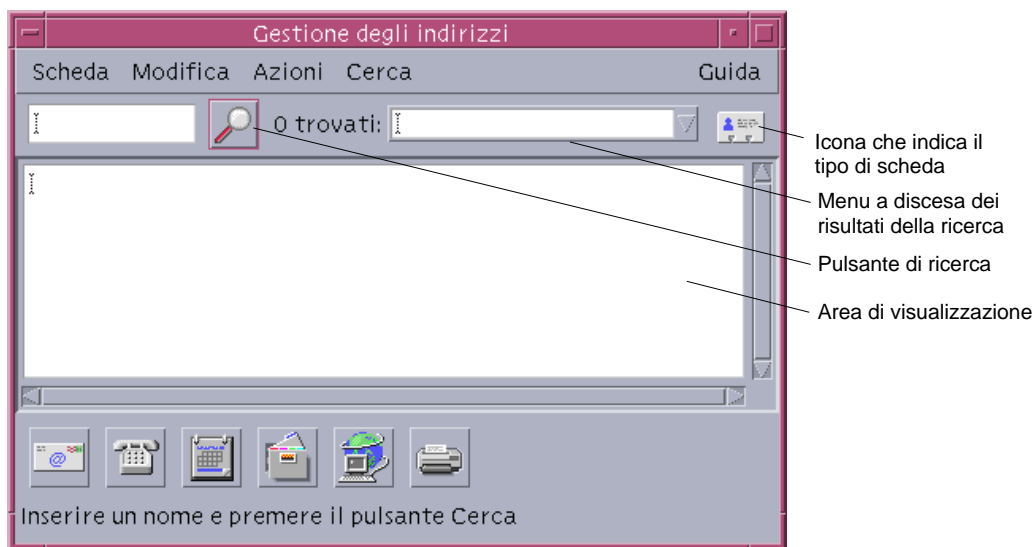 Gestione degli indirizzi
Scheda Modifica Azioni Cerca Guida
0 trovati:
Icona che indica il
tipo di scheda
Menu a discesa dei
risultati della ricerca
Pulsante di ricerca
Area di visualizzazione
@
Inserire un nome e premere il pulsante Cerca